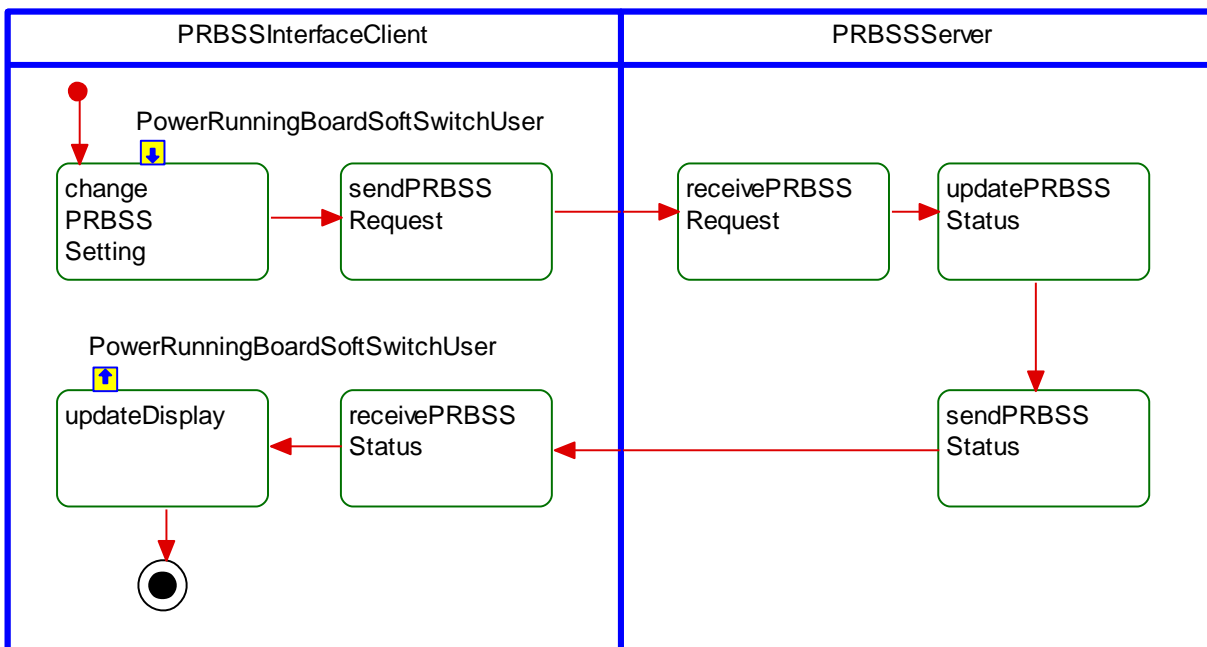 PRBSSInterfaceClient
PRBSSServer
PowerRunningBoardSoftSwitchUser
change
PRBSS
Setting
sendPRBSS
Request
receivePRBSS
Request
updatePRBSS
Status
PowerRunningBoardSoftSwitchUser
updateDisplay
receivePRBSS
Status
sendPRBSS
Status